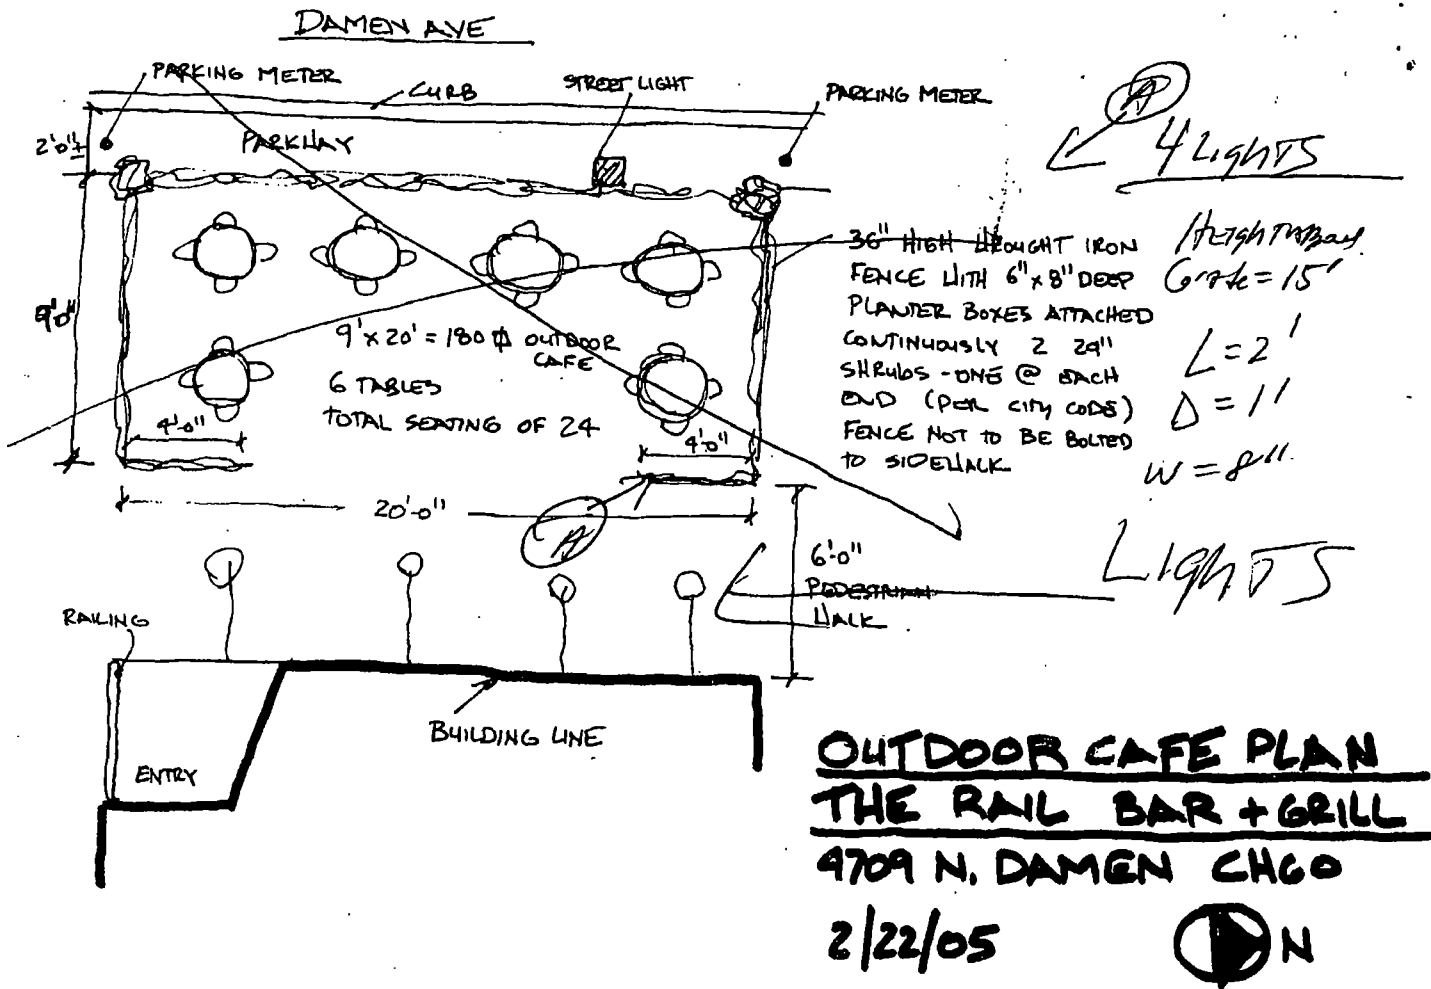 DAMEN AVE
PARKING METER
CURB
STREET LIGHT
PARKING METER
2'0"±
PARKWAY
A
4 LIGHTS
9'0"
36" HIGH WROUGHT IRON
FENCE WITH 6" x 8" DEEP
PLANTER BOXES ATTACHED
CONTINUOUSLY 2 24"
SHRUBS - ONE @ EACH
END (PER CITY CODE)
FENCE NOT TO BE BOLTED
TO SIDEWALK
= 15'
L = 2'
D = 1'
W = 8"
9' x 20' = 180 ⌽ OUTDOOR
CAFE
6 TABLES
TOTAL SEATING OF 24
4'-0"
4'-0"
20'-0"
A
6'-0"
PEDESTRIAN
WALK
LIGHTS
RAILING
BUILDING LINE
ENTRY
OUTDOOR CAFE PLAN
THE RAIL BAR + GRILL
4709 N. DAMEN CHGO
2/22/05
N